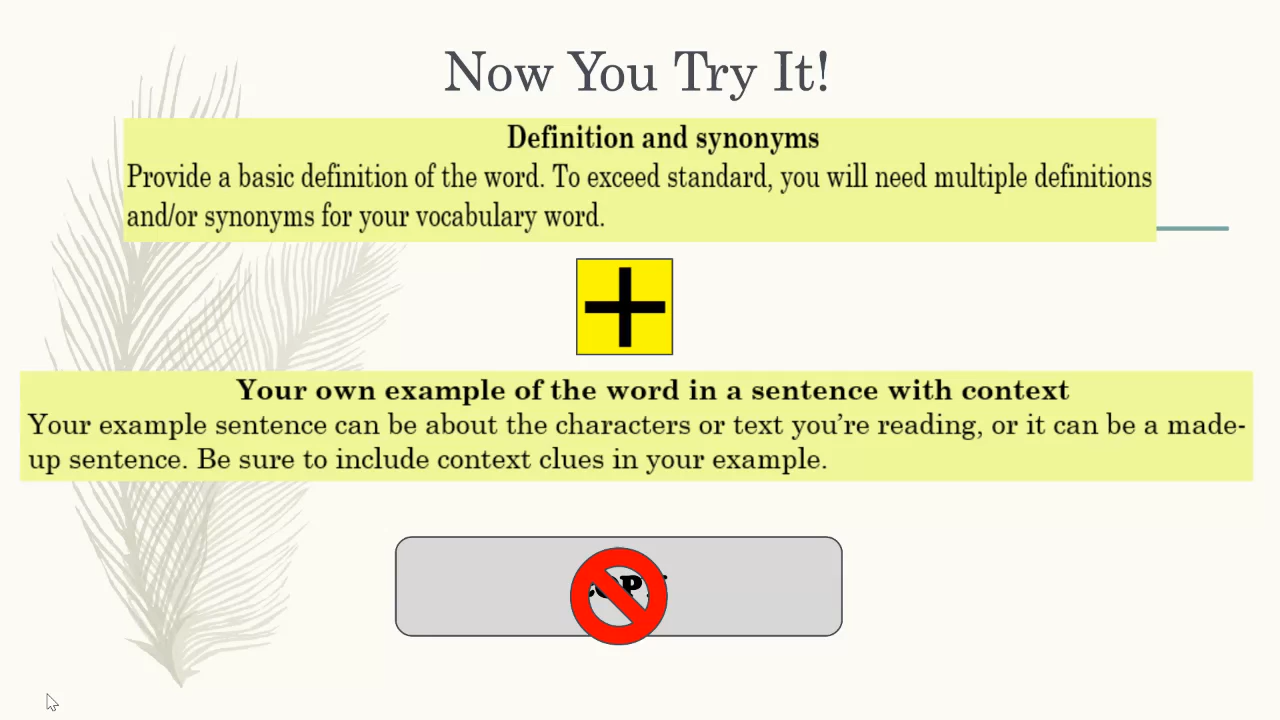 Now You Try It!
Definition and synonyms
Provide a basic definition of the word. To exceed standard, you will need multiple definitions
and/or synonyms for your vocabulary word.
Your own example of the word in a sentence with context
Your example sentence can be about the characters or text you’re reading, or it can be a made-
up sentence. Be sure to include context clues in your example.